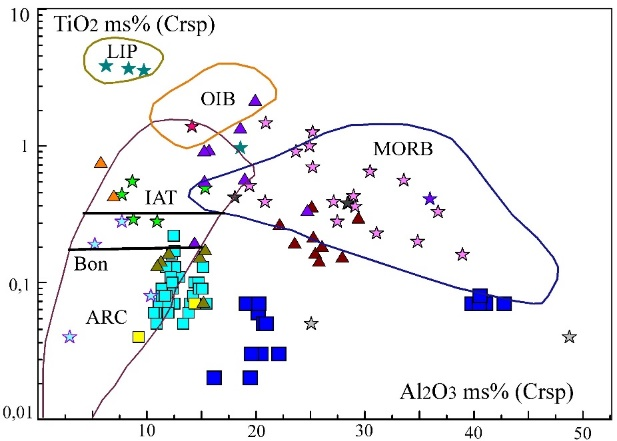 10
TiO2 ms% (Crsp)
LIP
OIB
1
MORB
IAT
Bon
0.1
ARC
Al2O3 ms% (Crsp)
0,01
10 20 30 40 50